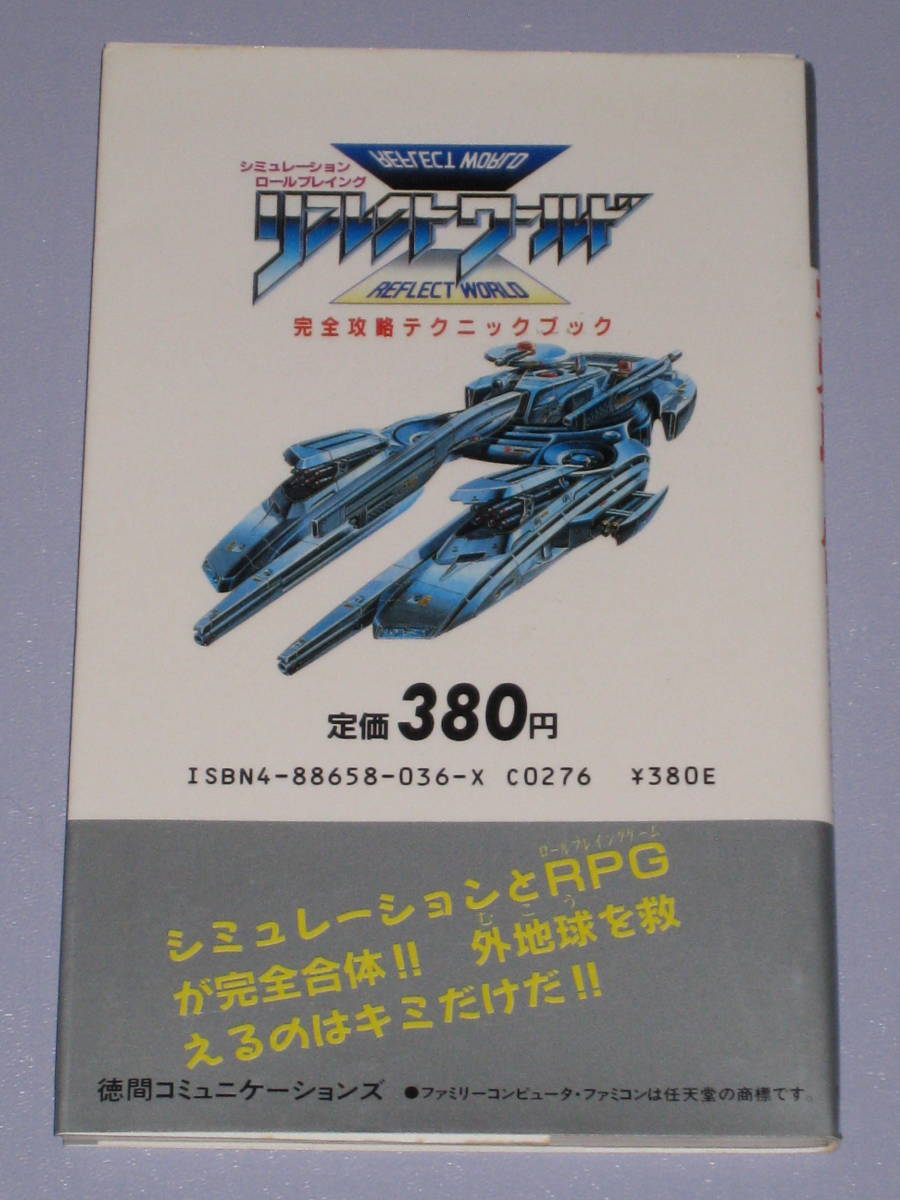 REFLECT WORLD
シミュレーション
ロールプレイング
リフレクトワールド
REFLECT WORLD
完全攻略テクニックブック
定価380円
ISBN4-88658-036-X C0276 ¥380E
ロールプレイングゲーム
シミュレーションとRPG
むこう
が完全合体!! 外地球を救
えるのはキミだけだ!!
徳間コミュニケーションズ ●ファミリーコンピュータ・ファミコンは任天堂の商標です。